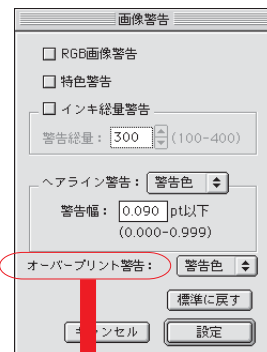 画像警告
RGB画像警告
特色警告
インキ総量警告
警告総量： 300 (100-400)
ヘアライン警告： 警告色
警告幅： 0.090 pt以下
(0.000-0.999)
オーバープリント警告： 警告色
標準に戻す
キャンセル 設定